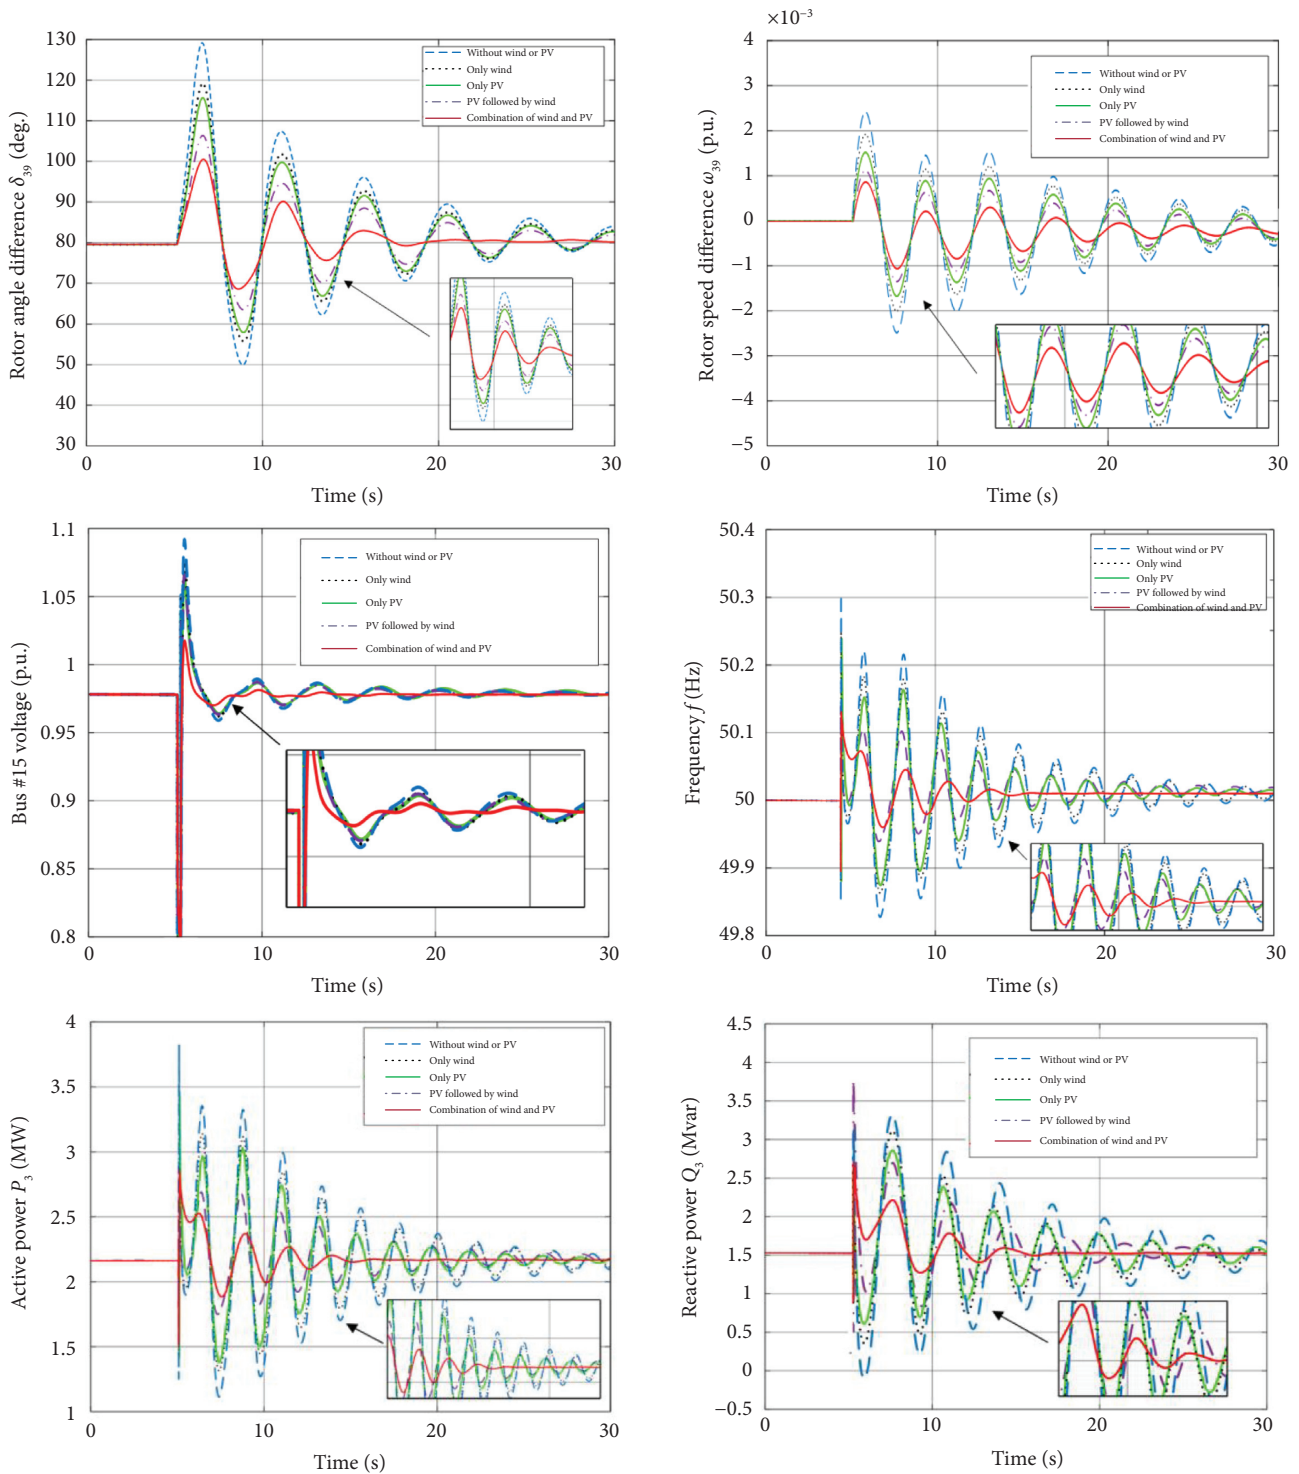 Rotor angle difference δ39 (deg.)
130
120
110
100
90
80
70
60
50
40
30
0
10
20
30
Time (s)
Without wind or PV
Only wind
Only PV
PV followed by wind
Combination of wind and PV
×10−3
Rotor speed difference ω39 (p.u.)
4
3
2
1
0
−1
−2
−3
−4
−5
0
10
20
30
Time (s)
Without wind or PV
Only wind
Only PV
PV followed by wind
Combination of wind and PV
Bus #15 voltage (p.u.)
1.1
1.05
1
0.95
0.9
0.85
0.8
0
10
20
30
Time (s)
Without wind or PV
Only wind
Only PV
PV followed by wind
Combination of wind and PV
Frequency f (Hz)
50.4
50.3
50.2
50.1
50
49.9
49.8
0
10
20
30
Time (s)
Without wind or PV
Only wind
Only PV
PV followed by wind
Combination of wind and PV
Active power P3 (MW)
4
3.5
3
2.5
2
1.5
1
0
10
20
30
Time (s)
Without wind or PV
Only wind
Only PV
PV followed by wind
Combination of wind and PV
Reactive power Q3 (Mvar)
4.5
4
3.5
3
2.5
2
1.5
1
0.5
0
−0.5
0
10
20
30
Time (s)
Without wind or PV
Only wind
Only PV
PV followed by wind
Combination of wind and PV